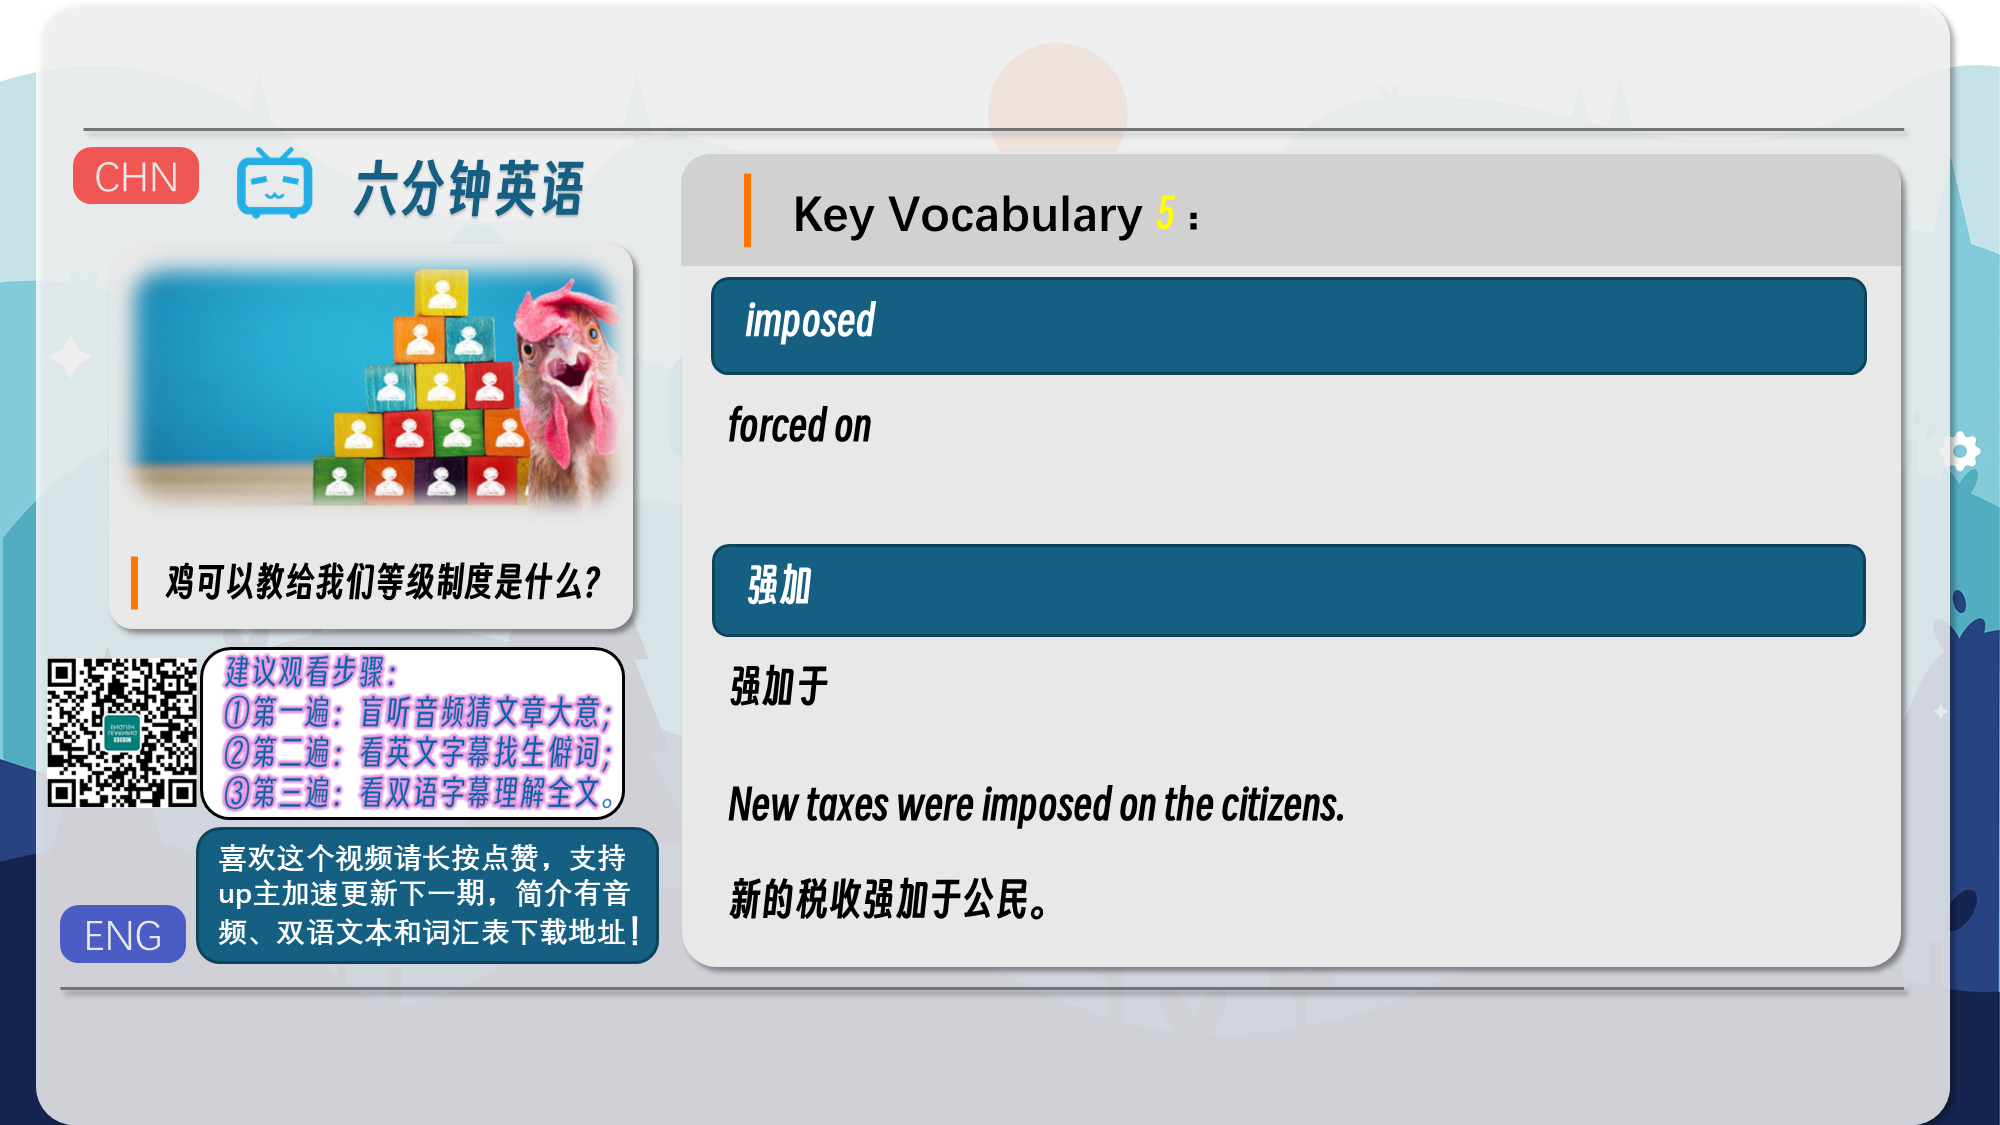 CHN
六分钟英语
鸡可以教给我们等级制度是什么?
建议观看步骤:
①第一遍: 盲听音频猜文章大意;
②第二遍: 看英文字幕找生僻词;
③第三遍: 看双语字幕理解全文。
喜欢这个视频请长按点赞，支持
up主加速更新下一期，简介有音
频、双语文本和词汇表下载地址!
ENG
Key Vocabulary 5：
imposed
forced on
强加
强加于
New taxes were imposed on the citizens.
新的税收强加于公民。